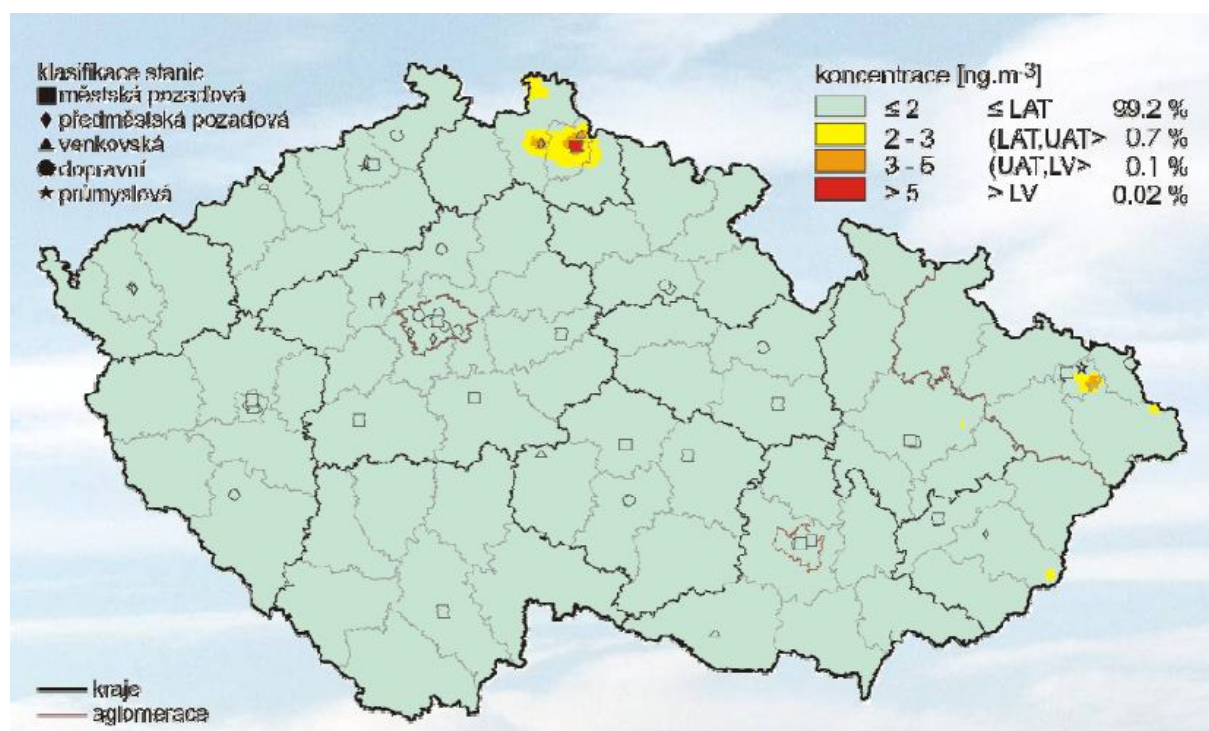 klasifikace stanic
městská pozaďová
předměstská pozaďová
venkovská
dopravní
průmyslová
koncentrace [ng.m-3]
≤ 2 ≤ LAT 99.2 %
2 - 3 (LAT,UAT> 0.7 %
3 - 5 (UAT,LV> 0.1 %
> 5 > LV 0.02 %
kraje
aglomerace